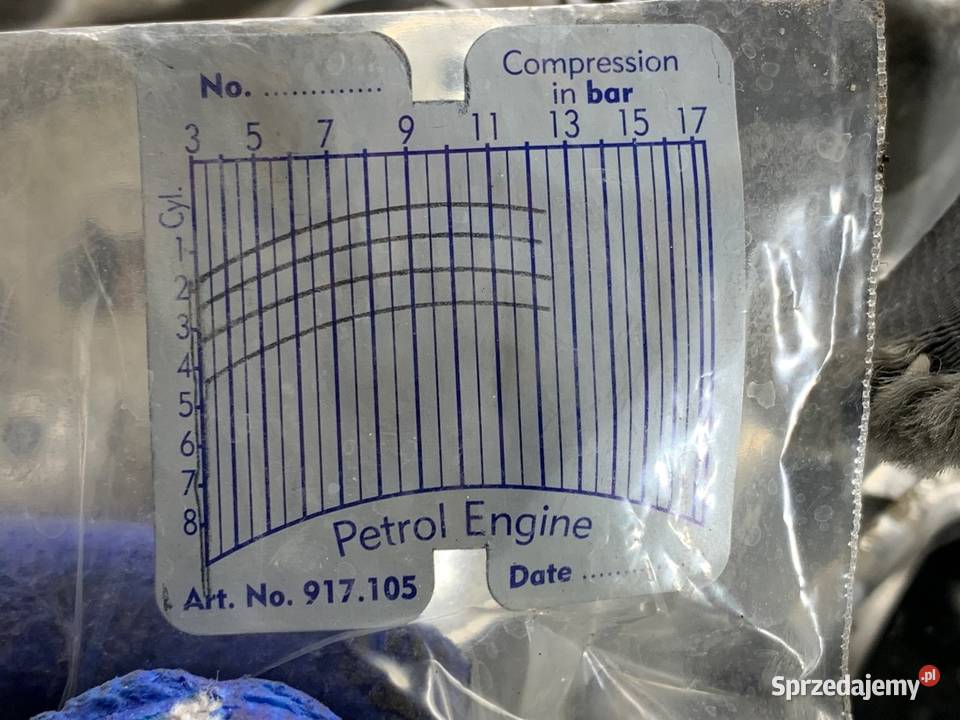 No. .............
Compression
in bar
3 5 7 9 11 13 15 17
Cyl.
1
2
3
4
5
6
7
8
Petrol Engine
Art. No. 917.105
Date ........
Sprzedajemy.pl